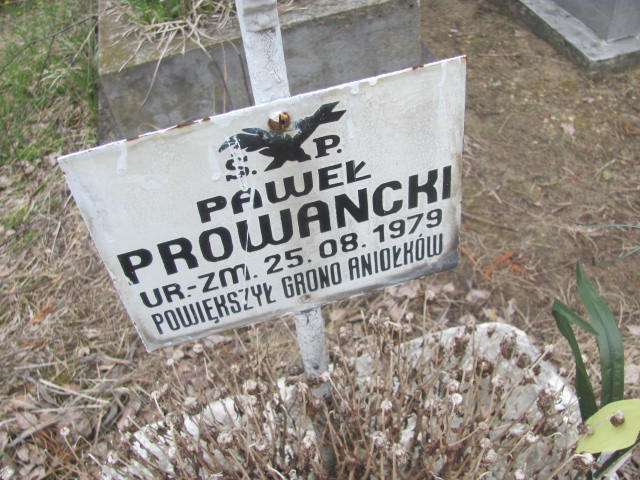 Ś. P.
PAWEŁ
PROWANCKI
UR.-ZM. 25. 08. 1979
POWIĘKSZYŁ GRONO ANIOŁKÓW